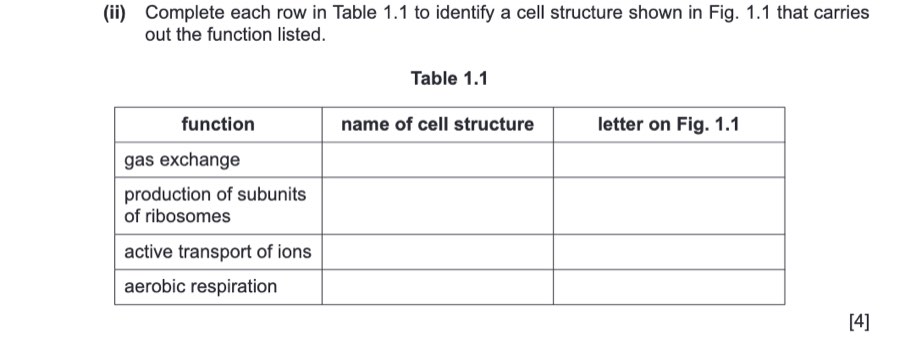 (ii) Complete each row in Table 1.1 to identify a cell structure shown in Fig. 1.1 that carries
out the function listed.
Table 1.1
function name of cell structure letter on Fig. 1.1
gas exchange
production of subunits
of ribosomes
active transport of ions
aerobic respiration
[4]